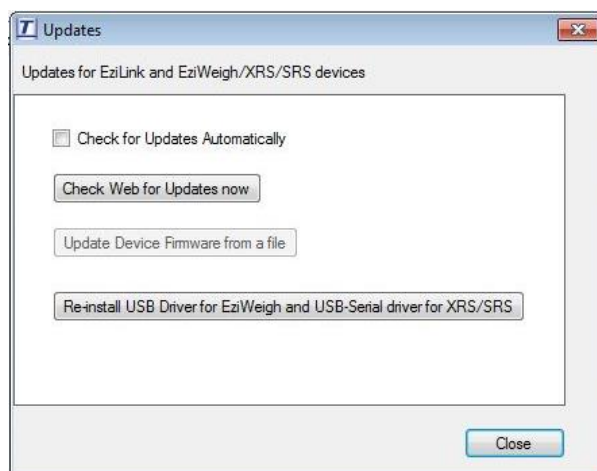 T Updates
Updates for EziLink and EziWeigh/XRS/SRS devices
Check for Updates Automatically
Check Web for Updates now
Update Device Firmware from a file
Re-install USB Driver for EziWeigh and USB-Serial driver for XRS/SRS
Close